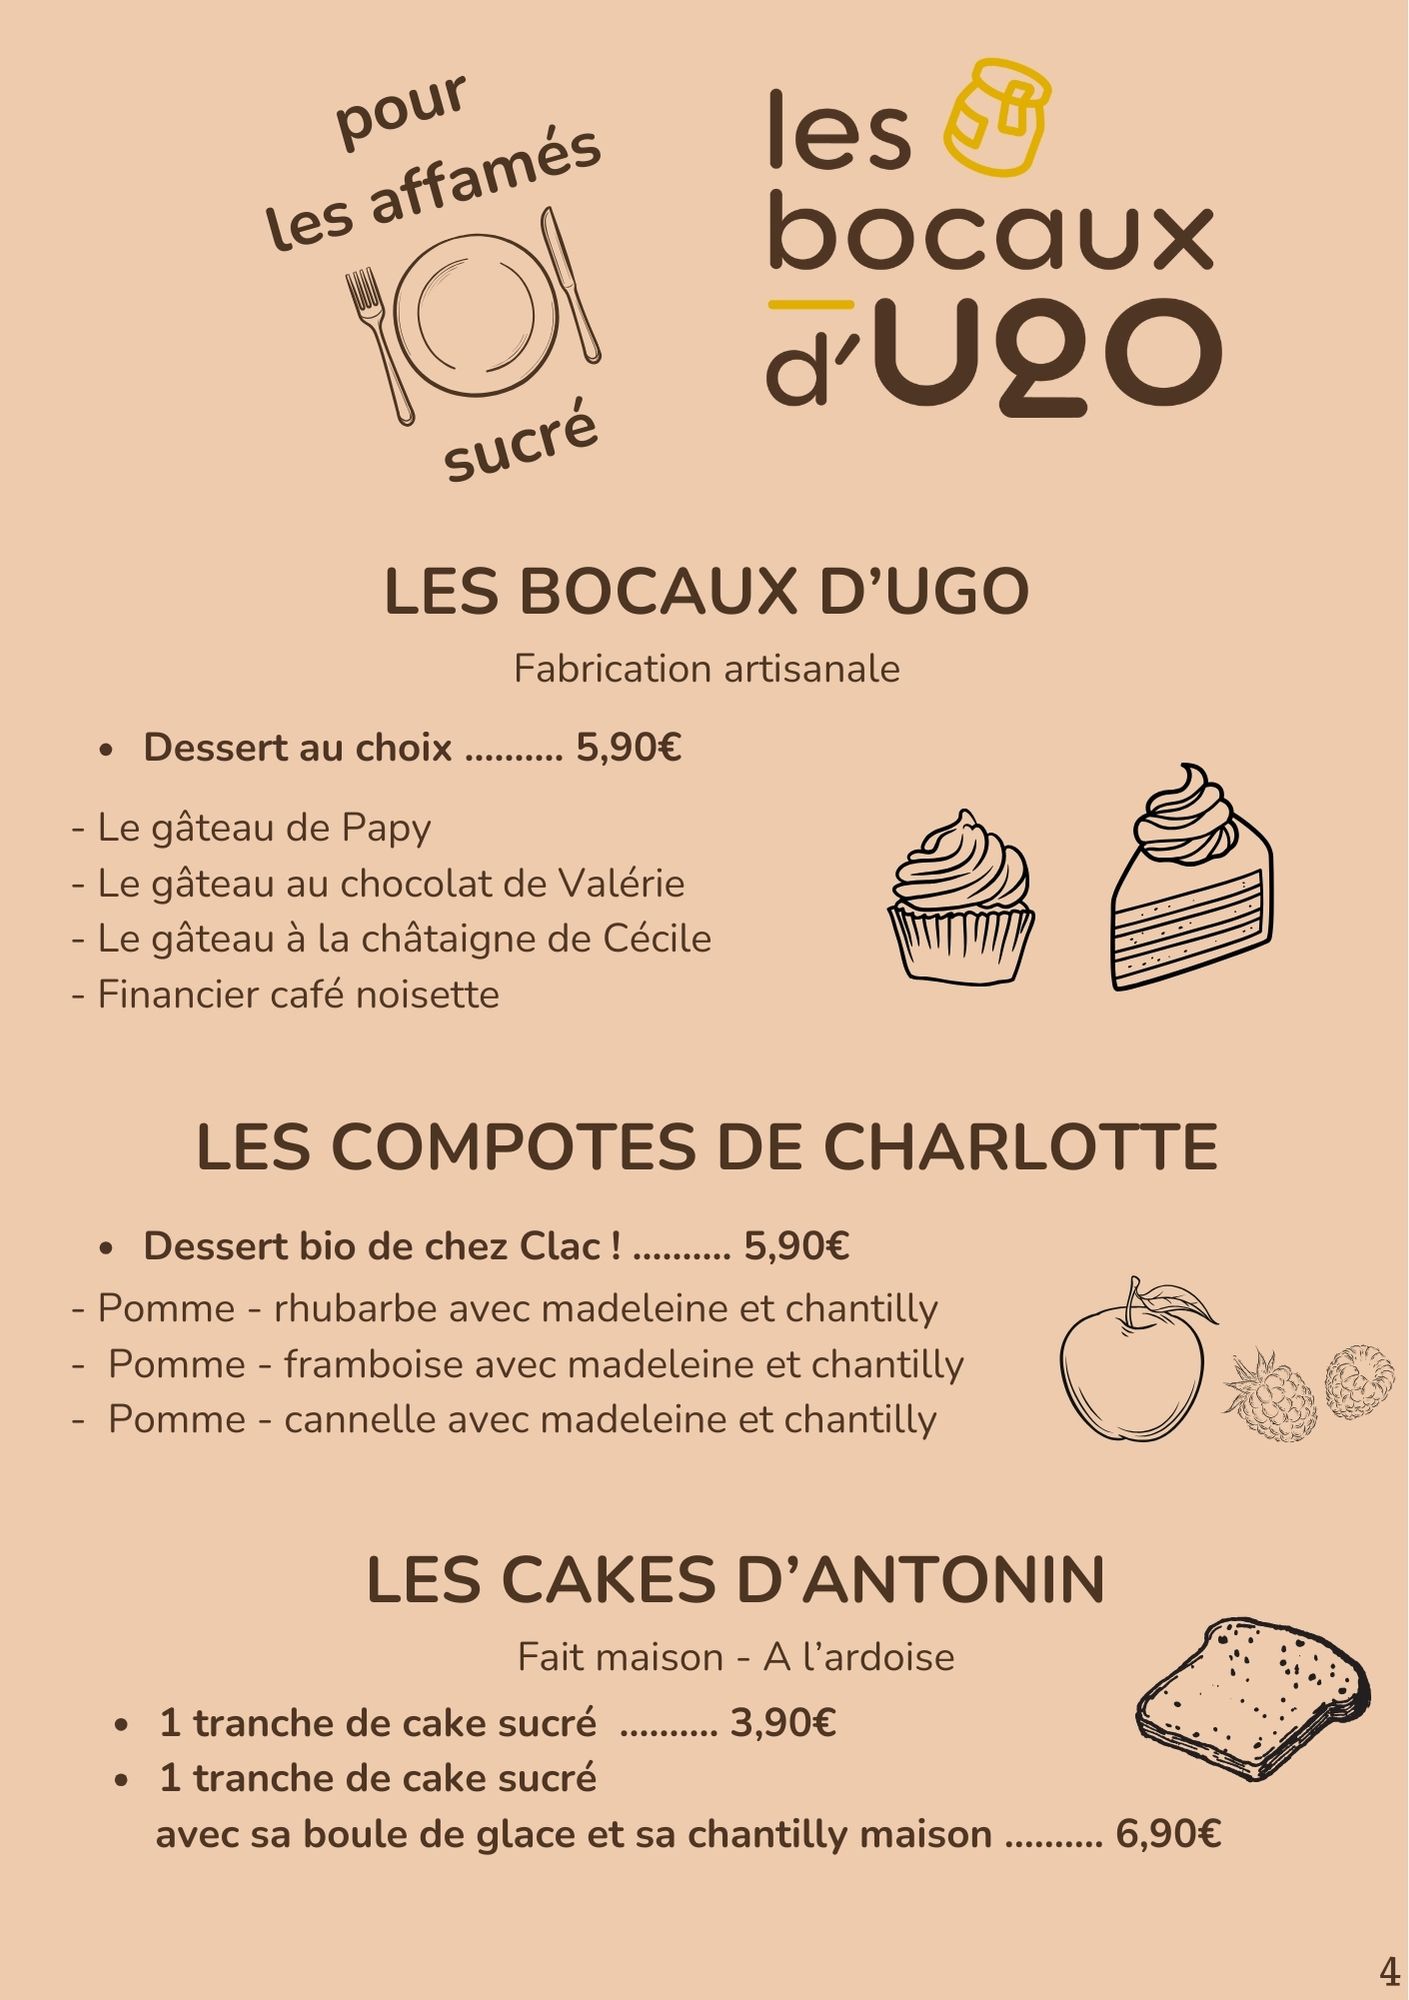 pour
les affamés
sucré
les
bocaux
d'ugo
LES BOCAUX D’UGO
Fabrication artisanale
• Dessert au choix .......... 5,90€
- Le gâteau de Papy
- Le gâteau au chocolat de Valérie
- Le gâteau à la châtaigne de Cécile
- Financier café noisette
LES COMPOTES DE CHARLOTTE
• Dessert bio de chez Clac ! .......... 5,90€
- Pomme - rhubarbe avec madeleine et chantilly
- Pomme - framboise avec madeleine et chantilly
- Pomme - cannelle avec madeleine et chantilly
LES CAKES D’ANTONIN
Fait maison - A l’ardoise
• 1 tranche de cake sucré .......... 3,90€
• 1 tranche de cake sucré
avec sa boule de glace et sa chantilly maison .......... 6,90€
4